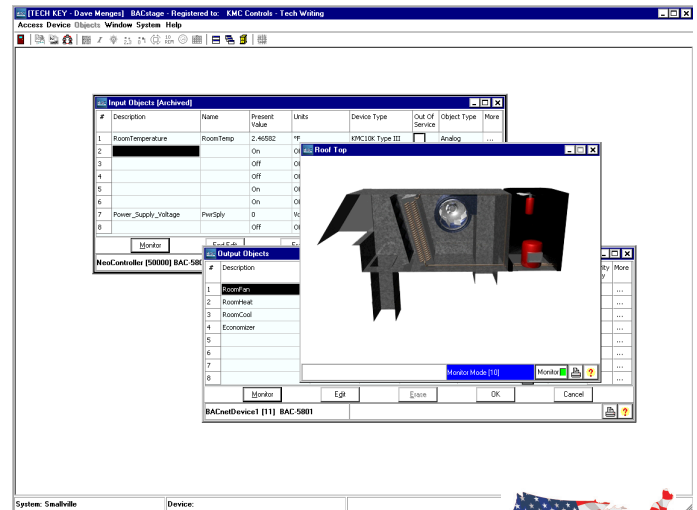 [TECH KEY - Dave Menges] BACstage - Registered to: KMC Controls - Tech Writing
Access Device Objects Window System Help
Input Objects [Archived]
# Description Name Present Value Units Device Type Out Of Service Object Type More
1 RoomTemperature RoomTemp 2.46582 °F KMC10K Type III Analog ...
2 On
3 Off
4 Off
5 On
6 On
7 Power_Supply_Voltage PwrSply 0
8 Off
Monitor
NeoController [50000] BAC-580
Roof Top
Monitor Mode [10] Monitor ?
Output Objects
# Description More
1 RoomFan ...
2 RoomHeat ...
3 RoomCool ...
4 Economizer ...
5 ...
6 ...
7 ...
8 ...
Monitor Edit Erase OK Cancel
BACnetDevice1 [11] BAC-5801 ?
System: Smallville Device: